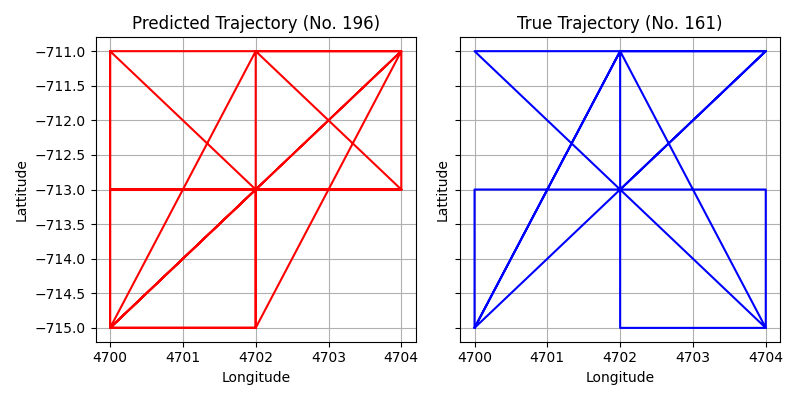 Predicted Trajectory (No. 196)
True Trajectory (No. 161)
−711.0
−711.5
−712.0
−712.5
−713.0
−713.5
−714.0
−714.5
−715.0
Lattitude
Lattitude
4700 4701 4702 4703 4704
4700 4701 4702 4703 4704
Longitude
Longitude